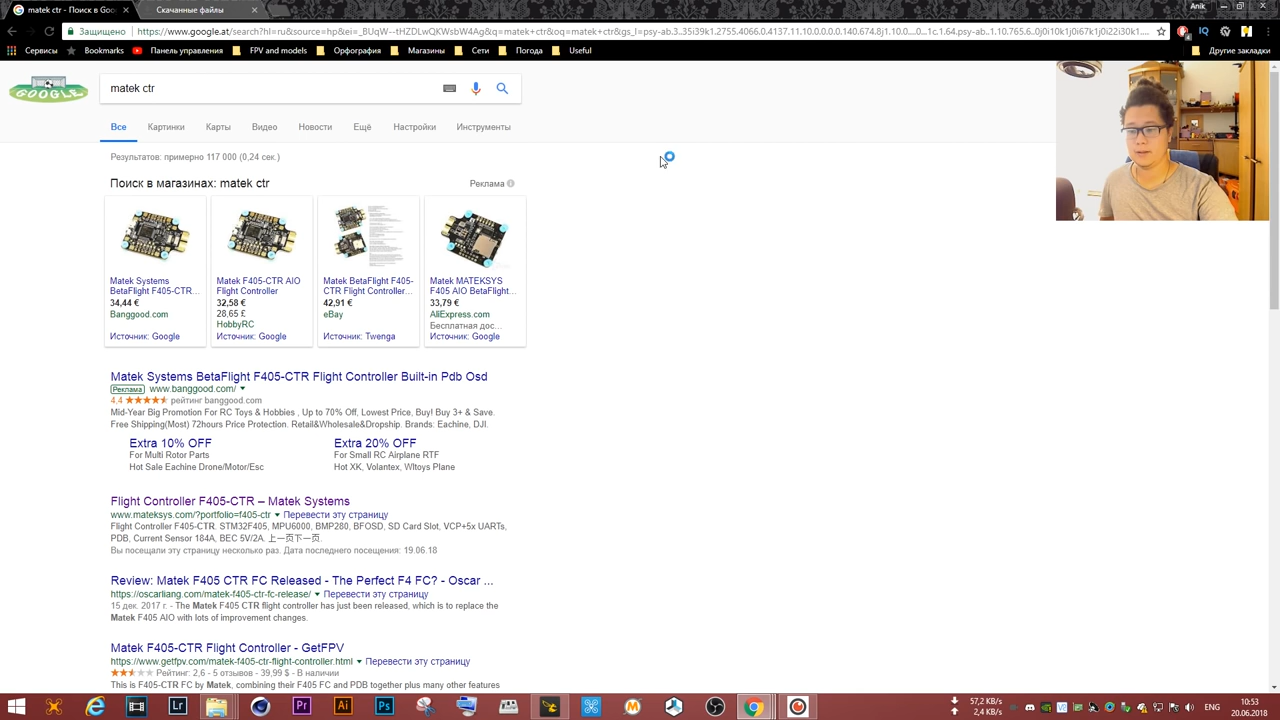 matek ctr - Поиск в Goo
Скачанные файлы
Anik
Защищено
https://www.google.at/search?hl=ru&source=hp&ei=_BUqW--tHZDLwQKWsbW4Ag&q=matek+ctr&oq=matek+ctr&gs_l=psy-ab.3..35i39k1.2755.4066.0.4137.11.10.0.0.0.0.140.674.8j1.10.0....0...1c.1.64.psy-ab..1.10.765.6..0j0i10k1j0i67k1j0i22i30k1....
Сервисы
Bookmarks
Панель управления
FPV and models
Орфография
Магазины
Сети
Погода
Useful
Другие закладки
GOOGLE
matek ctr
Все
Картинки
Карты
Видео
Новости
Ещё
Настройки
Инструменты
Результатов: примерно 117 000 (0,24 сек.)
Поиск в магазинах: matek ctr
Реклама
Matek Systems
BetaFlight F405-CTR...
34,44 €
Banggood.com
Источник: Google
Matek F405-CTR AIO
Flight Controller
32,58 €
28,65 £
HobbyRC
Источник: Google
Matek BetaFlight F405-
CTR Flight Controller...
42,91 €
eBay
Источник: Twenga
Matek MATEKSYS
F405 AIO BetaFlight...
33,79 €
AliExpress.com
Бесплатная дос...
Источник: Google
Matek Systems BetaFlight F405-CTR Flight Controller Built-in Pdb Osd
Реклама www.banggood.com/
4,4 рейтинг banggood.com
Mid-Year Big Promotion For RC Toys & Hobbies , Up to 70% Off, Lowest Price, Buy! Buy 3+ & Save.
Free Shipping(Most) 72hours Price Protection. Retail&Wholesale&Dropship. Brands: Eachine, DJI.
Extra 10% OFF
For Multi Rotor Parts
Hot Sale Eachine Drone/Motor/Esc
Extra 20% OFF
For Small RC Airplane RTF
Hot XK, Volantex, Wltoys Plane
Flight Controller F405-CTR – Matek Systems
www.mateksys.com/?portfolio=f405-ctr
Перевести эту страницу
Flight Controller F405-CTR. STM32F405, MPU6000, BMP280, BFOSD, SD Card Slot, VCP+5x UARTs,
PDB, Current Sensor 184A, BEC 5V/2A. 上一页下一页.
Вы посещали эту страницу несколько раз. Дата последнего посещения: 19.06.18
Review: Matek F405 CTR FC Released - The Perfect F4 FC? - Oscar ...
https://oscarliang.com/matek-f405-ctr-fc-release/
Перевести эту страницу
15 дек. 2017 г. - The Matek F405 CTR flight controller has just been released, which is to replace the
Matek F405 AIO with lots of improvement changes.
Matek F405-CTR Flight Controller - GetFPV
https://www.getfpv.com/matek-f405-ctr-flight-controller.html
Перевести эту страницу
Рейтинг: 2,6 - 5 отзывов - 39,99 $ - В наличии
This is F405-CTR FC by Matek, combining their F405 FC and PDB together plus many other features
Lr
Pr
Ai
Ps
57,2 КB/s
2,4 КB/s
ENG
10:53
20.06.2018